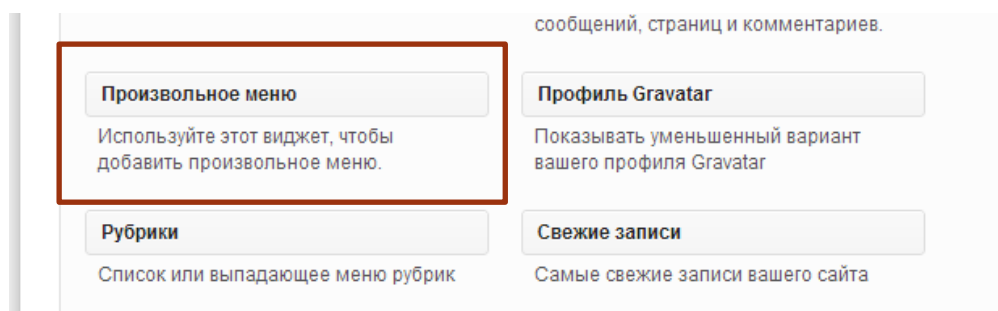 сообщений, страниц и комментариев.
Произвольное меню
Используйте этот виджет, чтобы
добавить произвольное меню.
Профиль Gravatar
Показывать уменьшенный вариант
вашего профиля Gravatar
Рубрики
Список или выпадающее меню рубрик
Свежие записи
Самые свежие записи вашего сайта